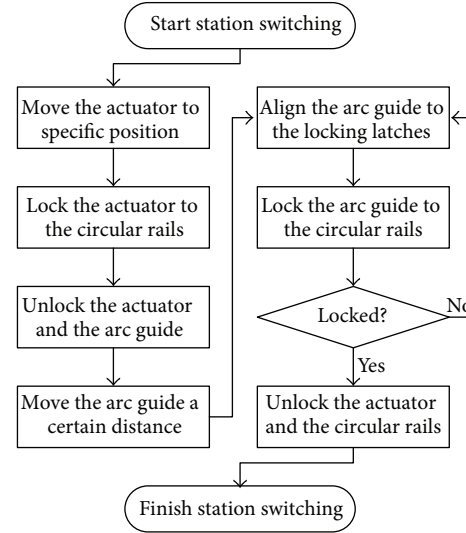 Start station switching
Move the actuator to
specific position
Lock the actuator to
the circular rails
Unlock the actuator
and the arc guide
Move the arc guide a
certain distance
Align the arc guide to
the locking latches
Lock the arc guide to
the circular rails
Locked?
No
Yes
Unlock the actuator
and the circular rails
Finish station switching